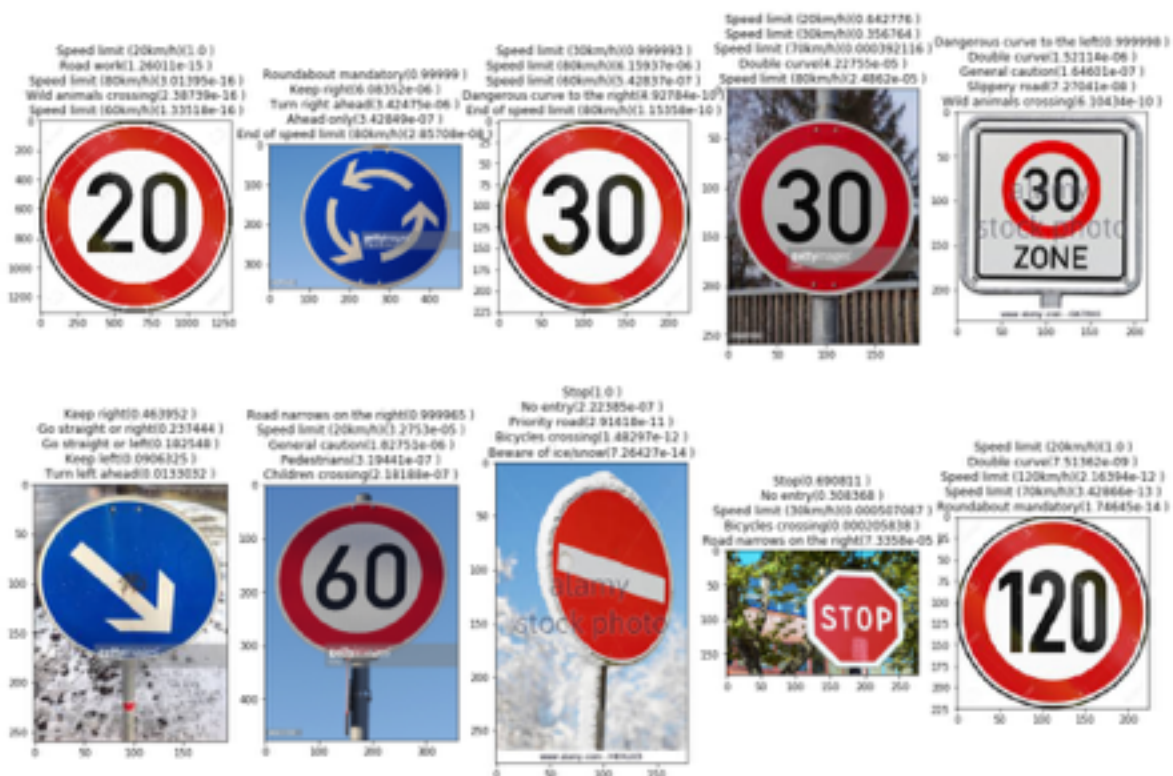 Speed limit (20km/h)(1.0 )
Road work(1.26011e-15 )
Speed limit (80km/h)(3.01395e-16 )
Wild animals crossing(2.38739e-16 )
Speed limit (60km/h)(1.33518e-16 )
20
Roundabout mandatory(0.99999 )
Keep right(6.08352e-06 )
Turn right ahead(3.42475e-06 )
Ahead only(3.42849e-07 )
End of speed limit (80km/h)(2.85708e-08 )
Speed limit (30km/h)(0.999993 )
Speed limit (80km/h)(6.15937e-06 )
Speed limit (60km/h)(5.42837e-07 )
Dangerous curve to the right(4.92784e-10 )
End of speed limit (80km/h)(1.15358e-10 )
30
Speed limit (20km/h)(0.642776 )
Speed limit (30km/h)(0.356764 )
Speed limit (70km/h)(0.000392116 )
Double curve(4.22755e-05 )
Speed limit (80km/h)(2.4862e-05 )
30
Dangerous curve to the left(0.999998 )
Double curve(1.52114e-06 )
General caution(1.64601e-07 )
Slippery road(7.27041e-08 )
Wild animals crossing(6.10434e-10 )
30
alamy
stock photo
ZONE
Keep right(0.463952 )
Go straight or right(0.237444 )
Go straight or left(0.182548 )
Keep left(0.0906325 )
Turn left ahead(0.0133032 )
Road narrows on the right(0.999965 )
Speed limit (20km/h)(3.2753e-05 )
General caution(1.82751e-06 )
Pedestrians(3.19441e-07 )
Children crossing(2.18188e-07 )
60
Stop(1.0 )
No entry(2.22385e-07 )
Priority road(2.91618e-11 )
Bicycles crossing(1.48297e-12 )
Beware of ice/snow(7.26427e-14 )
alamy
stock photo
Stop(0.690811 )
No entry(0.308368 )
Speed limit (30km/h)(0.000507087 )
Bicycles crossing(0.000205838 )
Road narrows on the right(7.3358e-05 )
STOP
Speed limit (20km/h)(1.0 )
Double curve(7.51362e-09 )
Speed limit (120km/h)(2.16394e-12 )
Speed limit (70km/h)(3.42866e-13 )
Roundabout mandatory(1.74645e-14 )
120